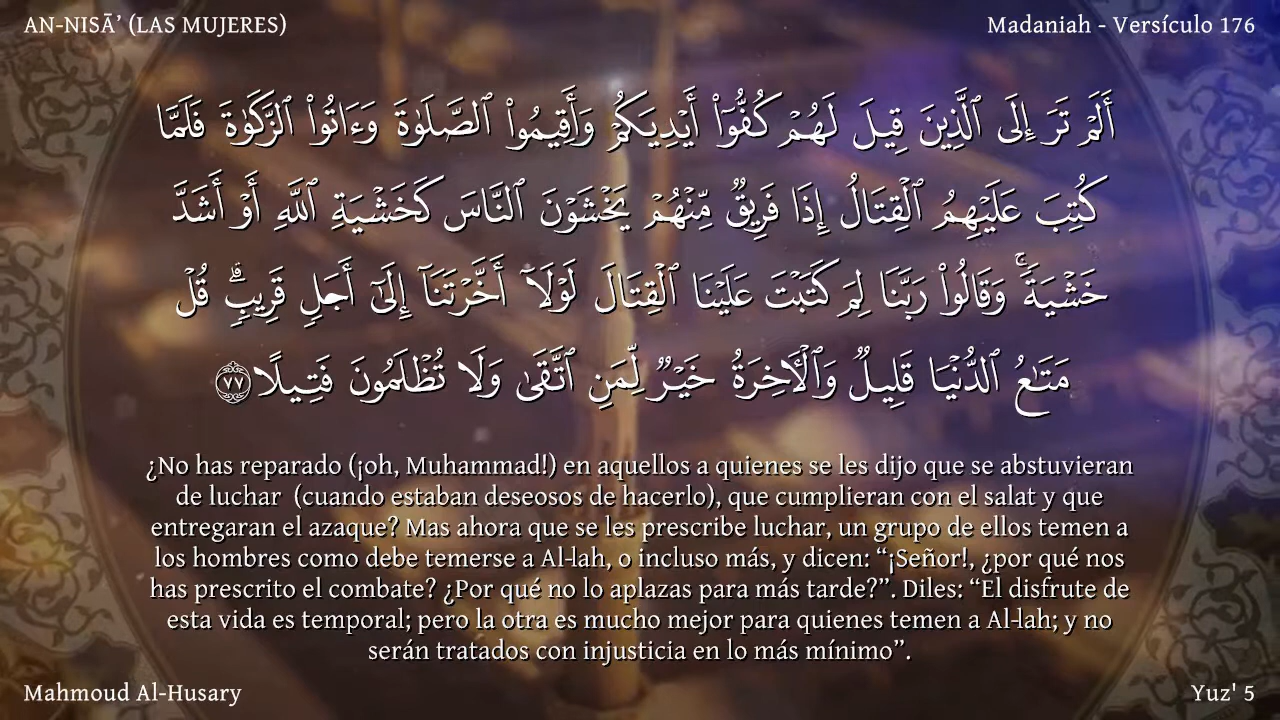 AN-NISĀ’ (LAS MUJERES)
Madaniah - Versículo 176
أَلَمْ تَرَ إِلَى ٱلَّذِينَ قِيلَ لَهُمْ كُفُّوٓا۟ أَيْدِيَكُمْ وَأَقِيمُوا۟ ٱلصَّلَوٰةَ وَءَاتُوا۟ ٱلزَّكَوٰةَ فَلَمَّا
كُتِبَ عَلَيْهِمُ ٱلْقِتَالُ إِذَا فَرِيقٌ مِّنْهُمْ يَخْشَوْنَ ٱلنَّاسَ كَخَشْيَةِ ٱللَّهِ أَوْ أَشَدَّ
خَشْيَةً ۚ وَقَالُوا۟ رَبَّنَا لِمَ كَتَبْتَ عَلَيْنَا ٱلْقِتَالَ لَوْلَآ أَخَّرْتَنَآ إِلَىٰٓ أَجَلٍ قَرِيبٍ ۗ قُلْ
مَتَـٰعُ ٱلدُّنْيَا قَلِيلٌ وَٱلْـَٔاخِرَةُ خَيْرٌ لِّمَنِ ٱتَّقَىٰ وَلَا تُظْلَمُونَ فَتِيلًا ٧٧
¿No has reparado (¡oh, Muhammad!) en aquellos a quienes se les dijo que se abstuvieran
de luchar  (cuando estaban deseosos de hacerlo), que cumplieran con el salat y que
entregaran el azaque? Mas ahora que se les prescribe luchar, un grupo de ellos temen a
los hombres como debe temerse a Al-lah, o incluso más, y dicen: “¡Señor!, ¿por qué nos
has prescrito el combate? ¿Por qué no lo aplazas para más tarde?”. Diles: “El disfrute de
esta vida es temporal; pero la otra es mucho mejor para quienes temen a Al-lah; y no
serán tratados con injusticia en lo más mínimo”.
Mahmoud Al-Husary
Yuz' 5